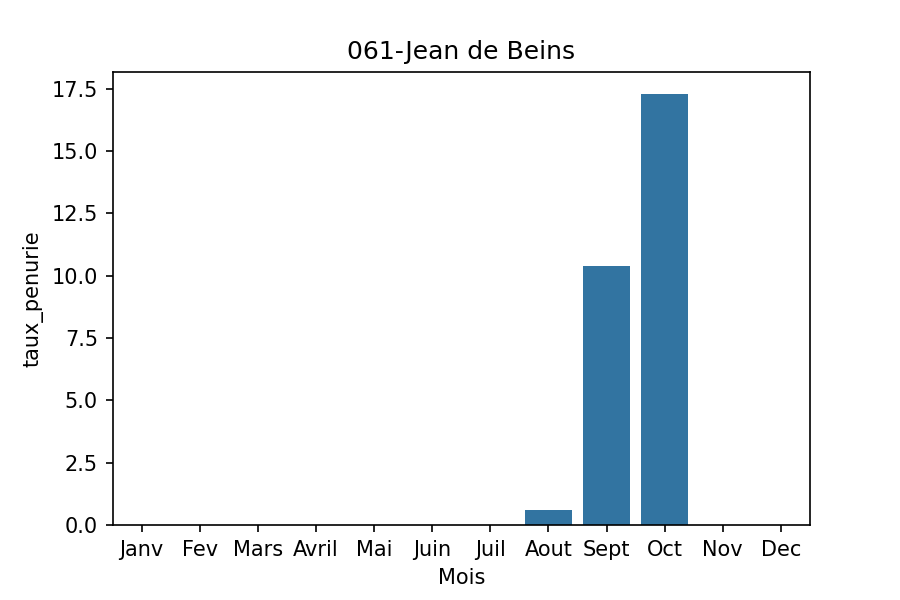 061-Jean de Beins
17.5
15.0
12.5
10.0
7.5
5.0
2.5
0.0
taux_penurie
Janv Fev Mars Avril Mai Juin Juil Aout Sept Oct Nov Dec
Mois